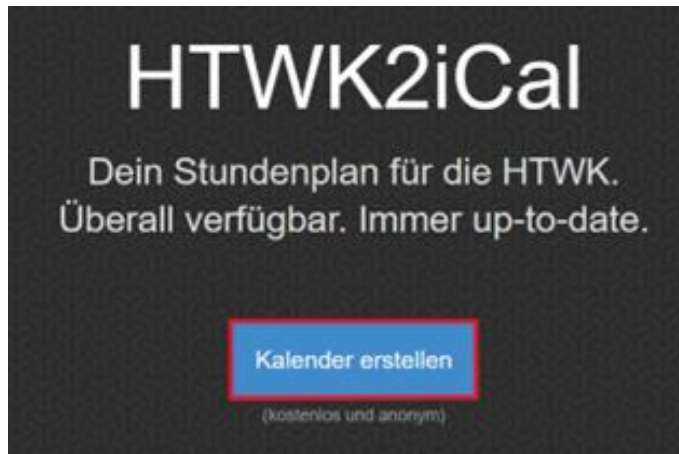 HTWK2iCal
Dein Stundenplan für die HTWK.
Überall verfügbar. Immer up-to-date.
Kalender erstellen
(kostenlos und anonym)